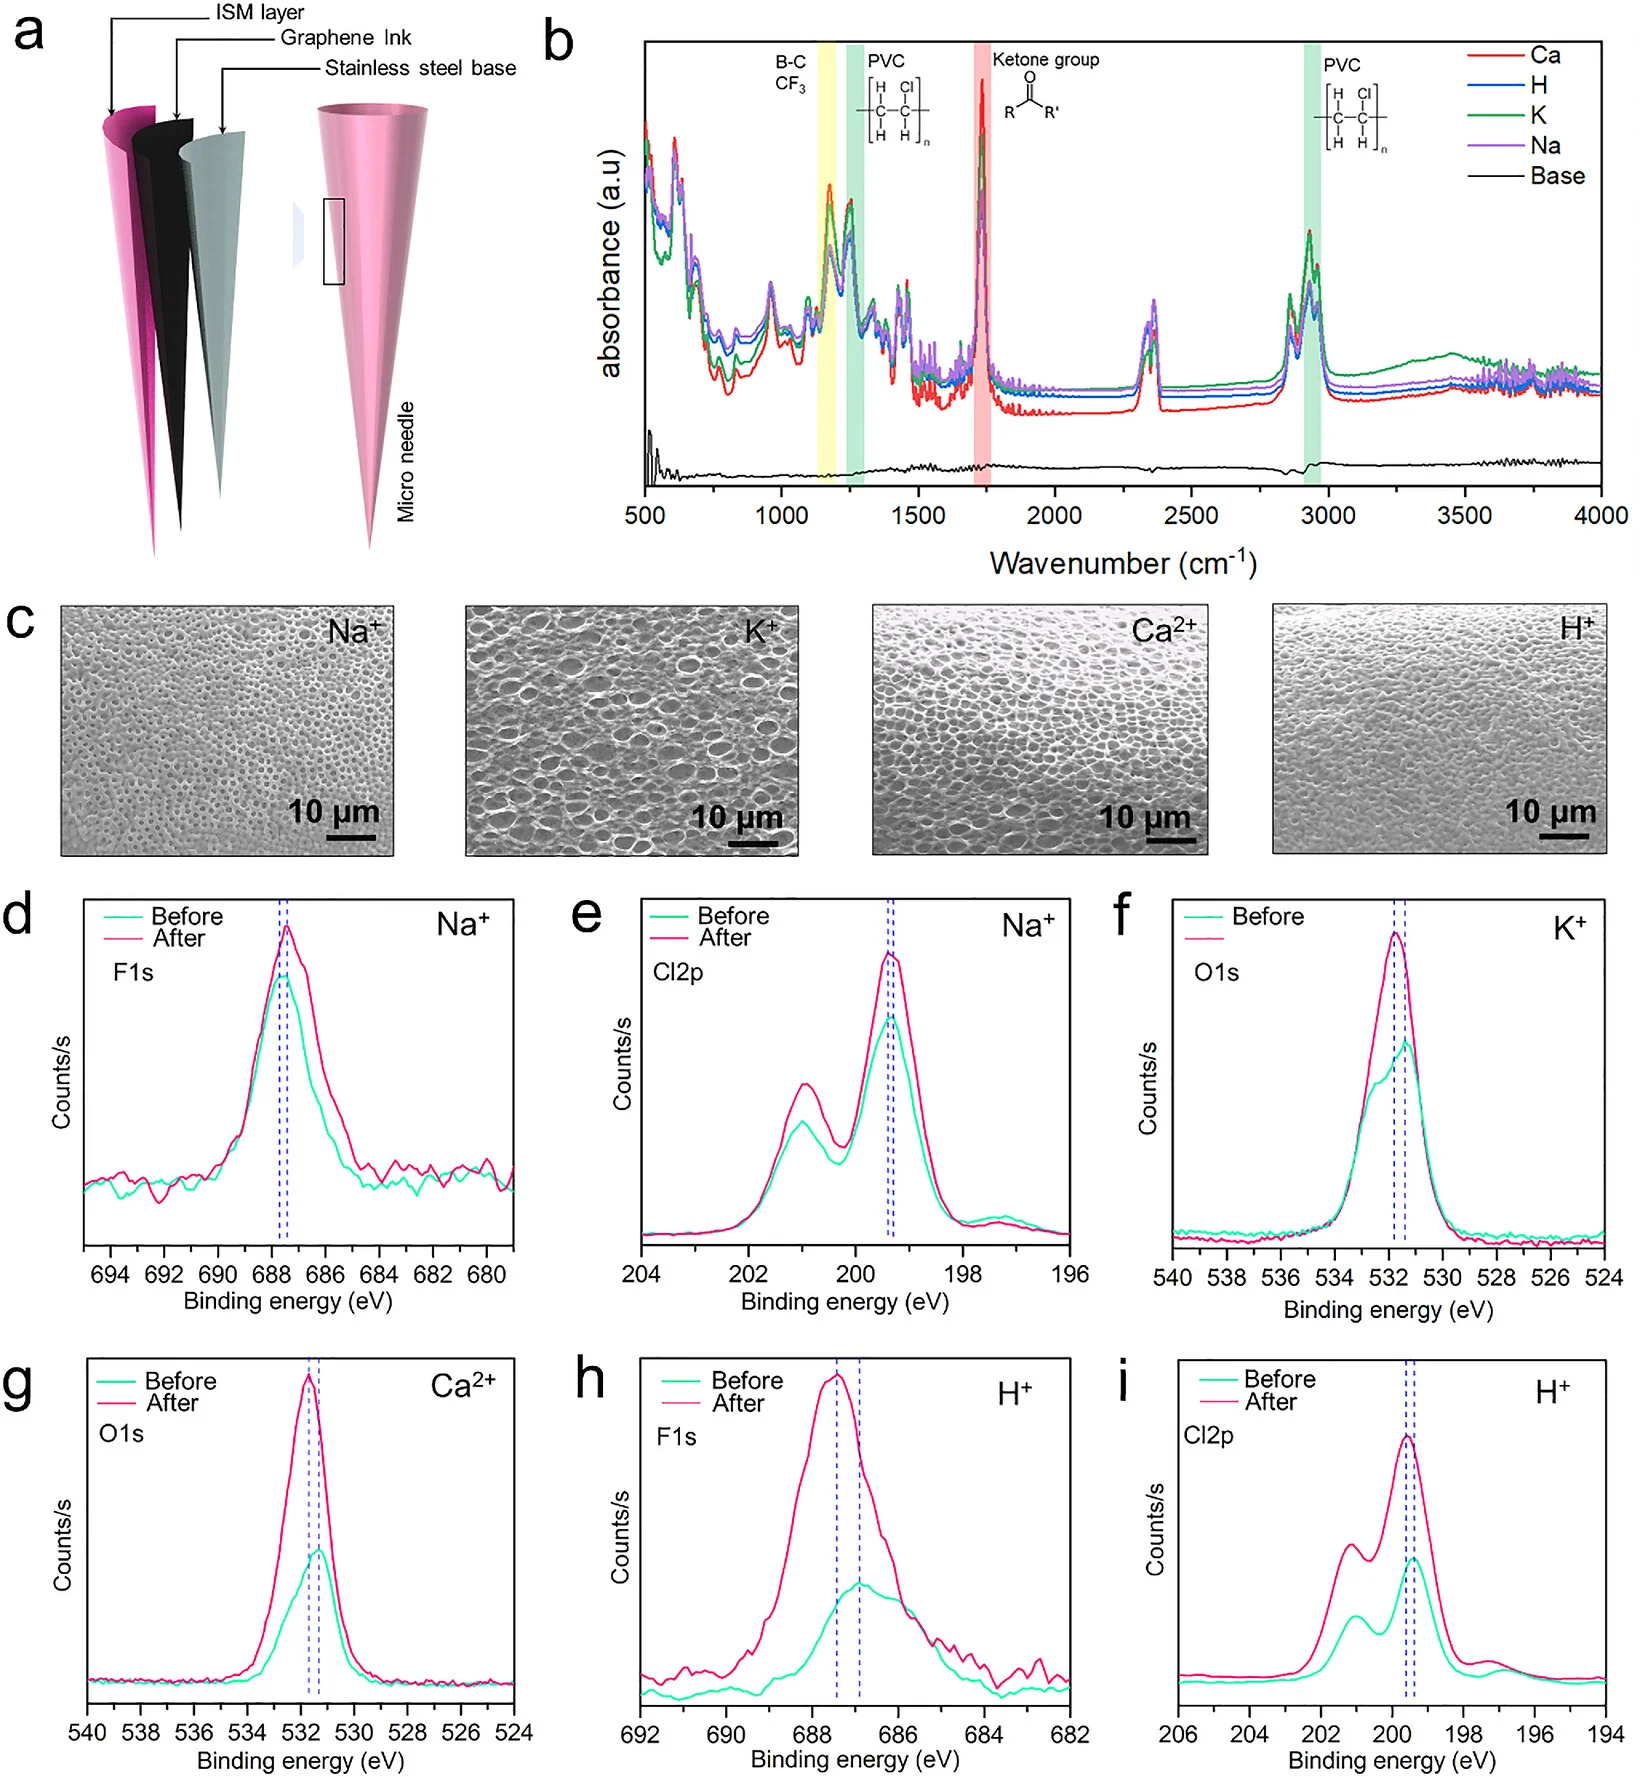 a
ISM layer
Graphene Ink
Stainless steel base
Micro needle
b
B-C
CF3
PVC
H Cl
C C
H H
n
Ketone group
O
R R'
PVC
H Cl
C C
H H
n
Ca
H
K
Na
Base
absorbance (a.u)
500 1000 1500 2000 2500 3000 3500 4000
Wavenumber (cm-1)
c
Na+
10 µm
K+
10 µm
Ca2+
10 µm
H+
10 µm
d
Before
After
F1s
Na+
Counts/s
694 692 690 688 686 684 682 680
Binding energy (eV)
e
Before
After
Cl2p
Na+
Counts/s
204 202 200 198 196
Binding energy (eV)
f
Before
O1s
K+
Counts/s
540 538 536 534 532 530 528 526 524
Binding energy (eV)
g
Before
After
O1s
Ca2+
Counts/s
540 538 536 534 532 530 528 526 524
Binding energy (eV)
h
Before
After
F1s
H+
Counts/s
692 690 688 686 684 682
Binding energy (eV)
i
Before
After
Cl2p
H+
Counts/s
206 204 202 200 198 196 194
Binding energy (eV)